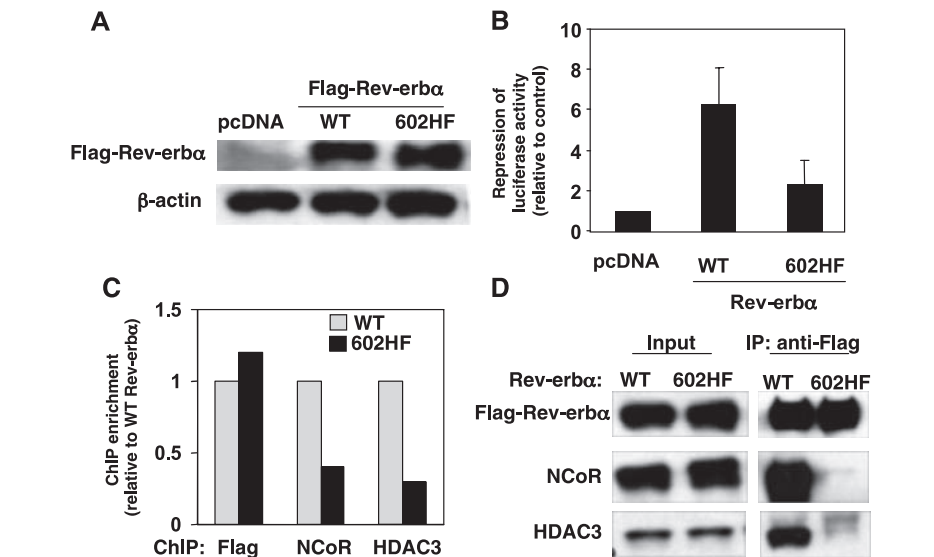 A
Flag-Rev-erbα
pcDNA WT 602HF
Flag-Rev-erbα
β-actin
B
Repression of
luciferase activity
(relative to control)
10
8
6
4
2
0
pcDNA WT 602HF
Rev-erbα
C
ChIP enrichment
(relative to WT Rev-erbα)
1.5
1
0.5
0
WT
602HF
ChIP: Flag NCoR HDAC3
D
Input IP: anti-Flag
Rev-erbα: WT 602HF WT 602HF
Flag-Rev-erbα
NCoR
HDAC3